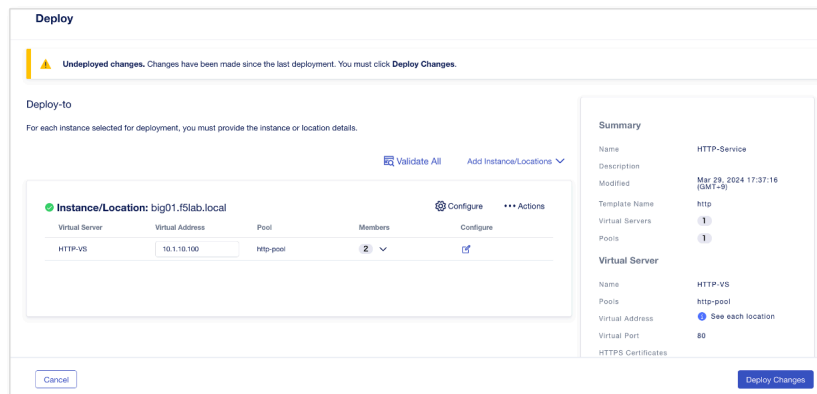 Deploy
Undeployed changes. Changes have been made since the last deployment. You must click Deploy Changes.
Deploy-to
For each instance selected for deployment, you must provide the instance or location details.
Validate All
Add Instance/Locations
Instance/Location: big01.f5lab.local
Configure
••• Actions
Virtual Server Virtual Address Pool Members Configure
HTTP-VS 10.1.10.100 http-pool 2
Summary
Name HTTP-Service
Description
Modified Mar 29, 2024 17:37:16
(GMT+9)
Template Name http
Virtual Servers 1
Pools 1
Virtual Server
Name HTTP-VS
Pools http-pool
Virtual Address See each location
Virtual Port 80
HTTPS Certificates
Cancel
Deploy Changes